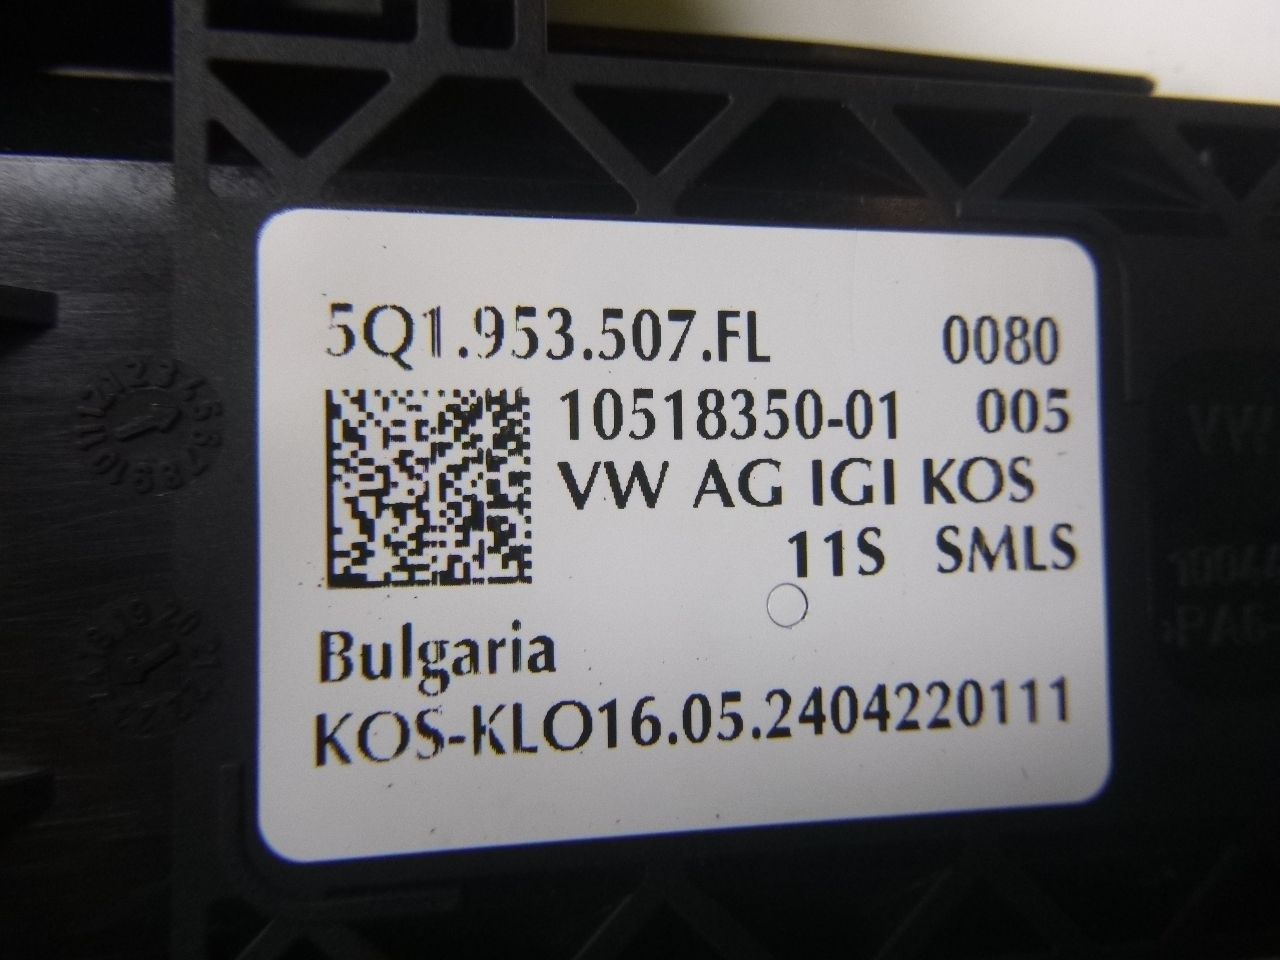 5Q1.953.507.FL 0080
10518350-01 005
VW AG IGI KOS
11S SMLS
Bulgaria
KOS-KLO16.05.2404220111